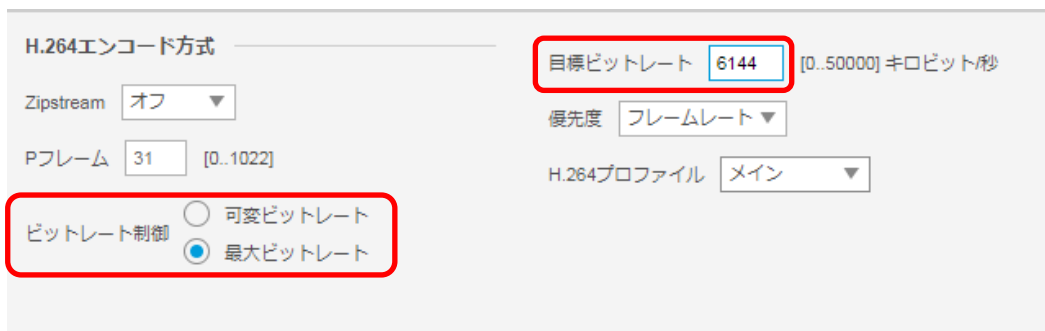 H.264エンコード方式
Zipstream オフ ▼
Pフレーム 31 [0..1022]
ビットレート制御
可変ビットレート
最大ビットレート
目標ビットレート 6144 [0..50000] キロビット/秒
優先度 フレームレート ▼
H.264プロファイル メイン ▼